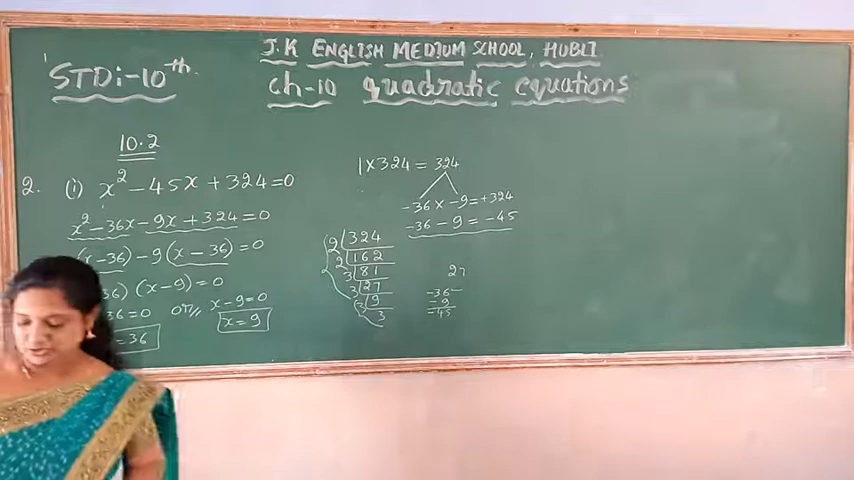 J.K ENGLISH MEDIUM SCHOOL, HUBLI
STDi-10th.
ch-10 quadratic equations
10.2
2. (i) x² - 45x + 324 = 0
x² - 36x - 9x + 324 = 0
(x - 36) - 9(x - 36) = 0
36) (x - 9) = 0
36 = 0 or x - 9 = 0
= 36 x = 9
1 x 324 = 324
-36 x -9 = +324
-36 - 9 = -45
2 324
2 162
3 81
3 27
3 9
3
27
-36
-9
-45